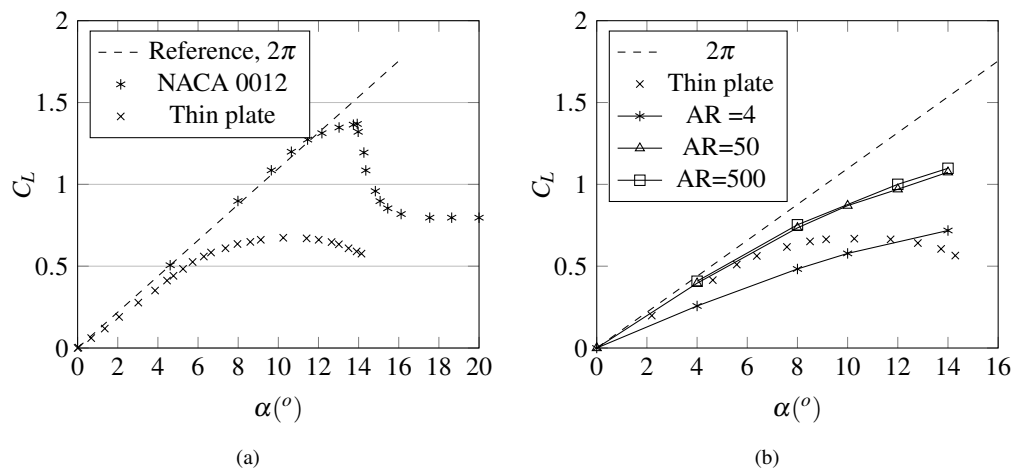 2
1.5
1
0.5
0
C_L
0 2 4 6 8 10 12 14 16 18 20
α(°)
Reference, 2π
NACA 0012
Thin plate
(a)
2
1.5
1
0.5
0
C_L
0 2 4 6 8 10 12 14 16
α(°)
2π
Thin plate
AR =4
AR=50
AR=500
(b)